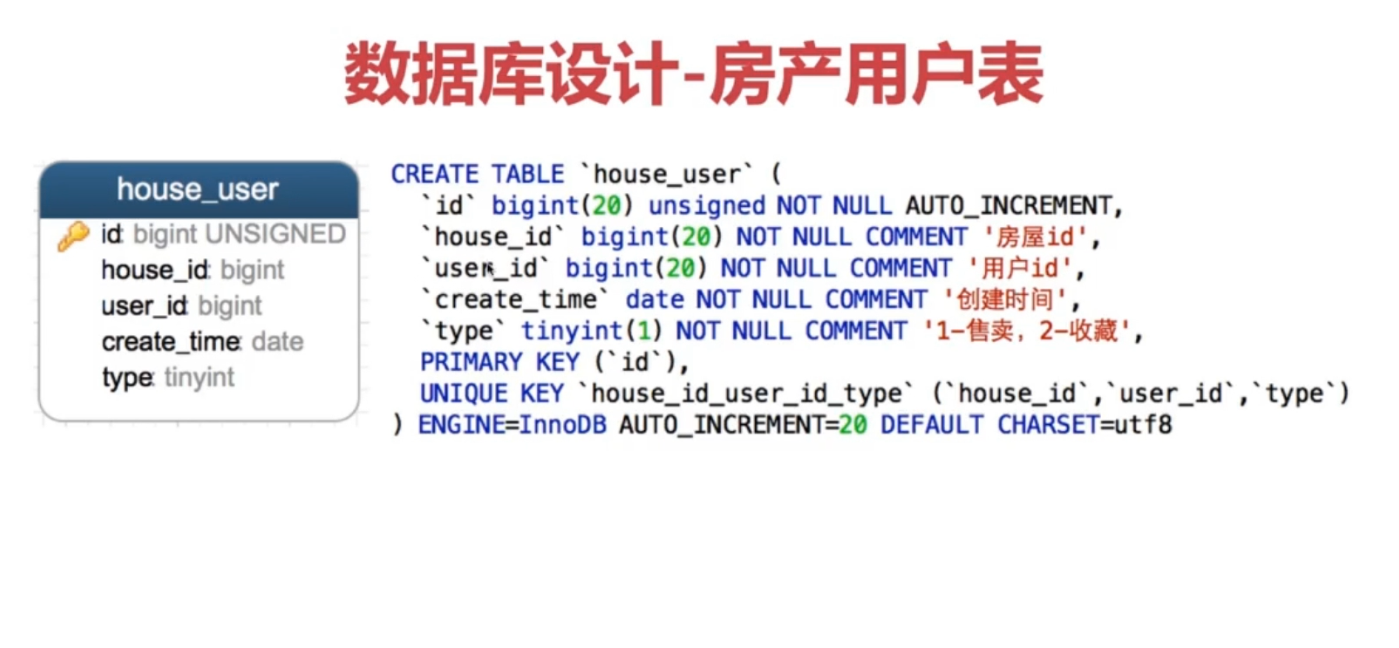 数据库设计-房产用户表
house_user
id: bigint UNSIGNED
house_id: bigint
user_id: bigint
create_time: date
type: tinyint
CREATE TABLE `house_user` (
`id` bigint(20) unsigned NOT NULL AUTO_INCREMENT,
`house_id` bigint(20) NOT NULL COMMENT '房屋id',
`user_id` bigint(20) NOT NULL COMMENT '用户id',
`create_time` date NOT NULL COMMENT '创建时间',
`type` tinyint(1) NOT NULL COMMENT '1-售卖，2-收藏',
PRIMARY KEY (`id`),
UNIQUE KEY `house_id_user_id_type` (`house_id`,`user_id`,`type`)
) ENGINE=InnoDB AUTO_INCREMENT=20 DEFAULT CHARSET=utf8